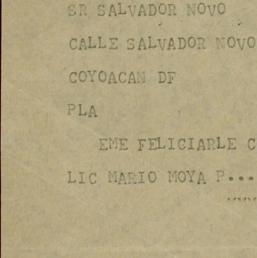 SR SALVADOR NOVO
CALLE SALVADOR NOVO
COYOACAN DF
PLA
EME FELICIARLE C
LIC MARIO MOYA P...